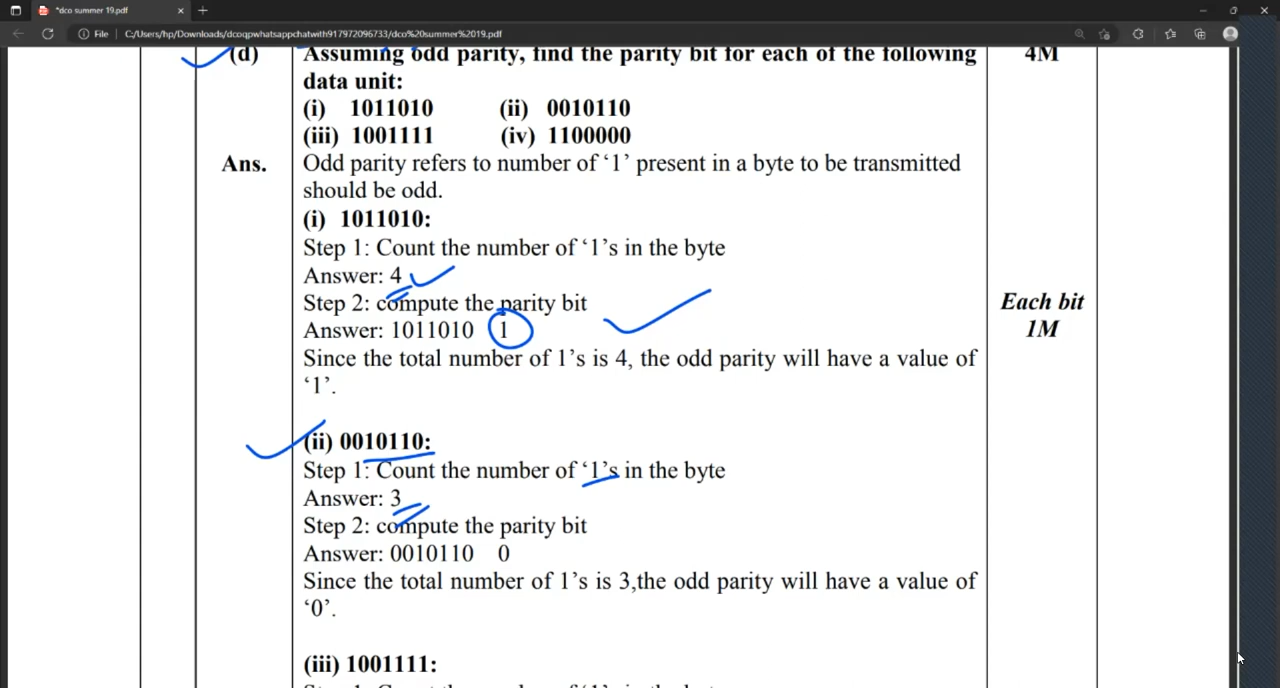 *dco summer 19.pdf
File
C:/Users/hp/Downloads/dcoqpwhatsappchatwith917972096733/dco%20summer%2019.pdf
(d) Assuming odd parity, find the parity bit for each of the following 4M
data unit:
(i) 1011010 (ii) 0010110
(iii) 1001111 (iv) 1100000
Ans. Odd parity refers to number of ‘1’ present in a byte to be transmitted
should be odd.
(i) 1011010:
Step 1: Count the number of ‘1’s in the byte
Answer: 4
Step 2: compute the parity bit
Each bit
Answer: 1011010 1
1M
Since the total number of 1’s is 4, the odd parity will have a value of
‘1’.
(ii) 0010110:
Step 1: Count the number of ‘1’s in the byte
Answer: 3
Step 2: compute the parity bit
Answer: 0010110 0
Since the total number of 1’s is 3,the odd parity will have a value of
‘0’.
(iii) 1001111: